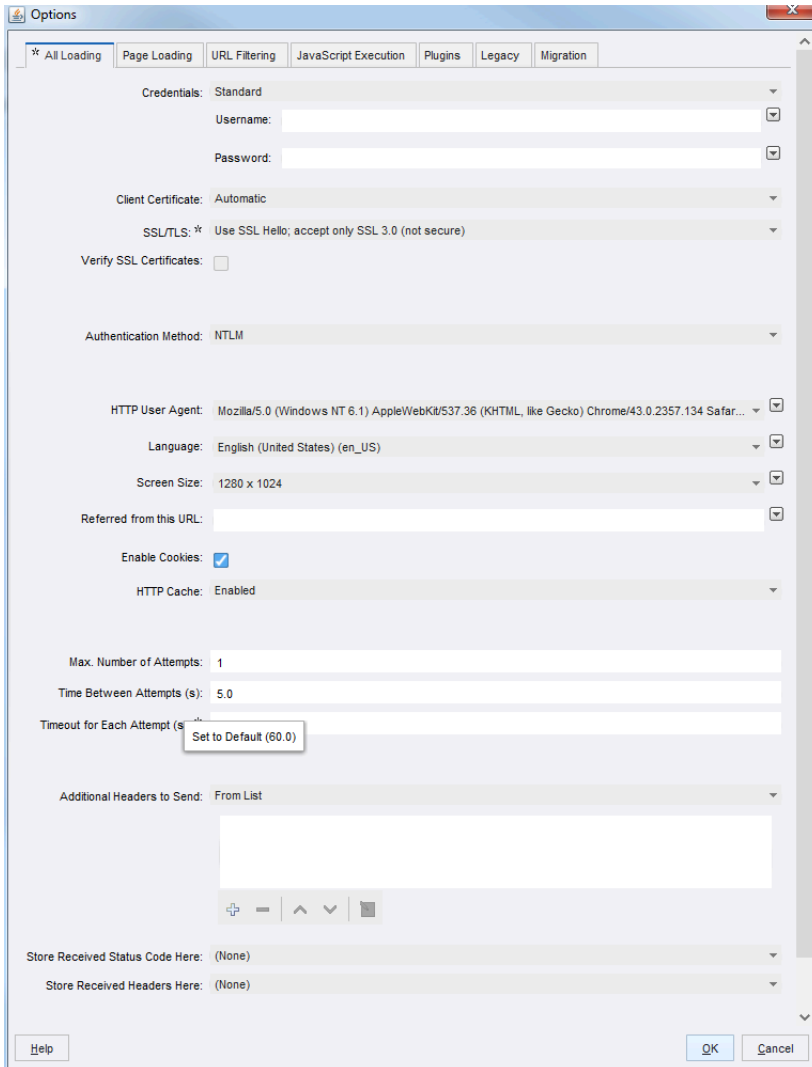 Options
* All Loading Page Loading URL Filtering JavaScript Execution Plugins Legacy Migration
Credentials: Standard
Username:
Password:
Client Certificate: Automatic
SSL/TLS: * Use SSL Hello; accept only SSL 3.0 (not secure)
Verify SSL Certificates:
Authentication Method: NTLM
HTTP User Agent: Mozilla/5.0 (Windows NT 6.1) AppleWebKit/537.36 (KHTML, like Gecko) Chrome/43.0.2357.134 Safar...
Language: English (United States) (en_US)
Screen Size: 1280 x 1024
Referred from this URL:
Enable Cookies:
HTTP Cache: Enabled
Max. Number of Attempts: 1
Time Between Attempts (s): 5.0
Timeout for Each Attempt (s
Set to Default (60.0)
Additional Headers to Send: From List
Store Received Status Code Here: (None)
Store Received Headers Here: (None)
Help OK Cancel